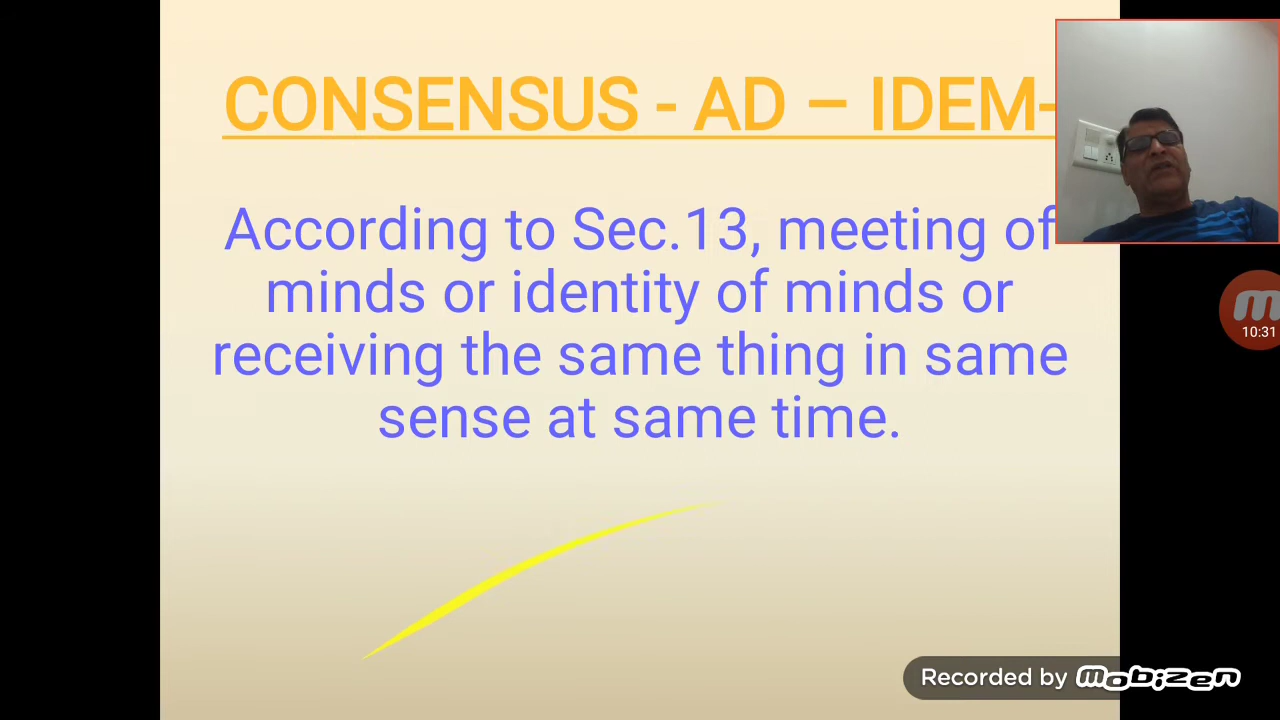 CONSENSUS - AD – IDEM-
According to Sec.13, meeting of
minds or identity of minds or
receiving the same thing in same
sense at same time.
10:31
Recorded by mobizen